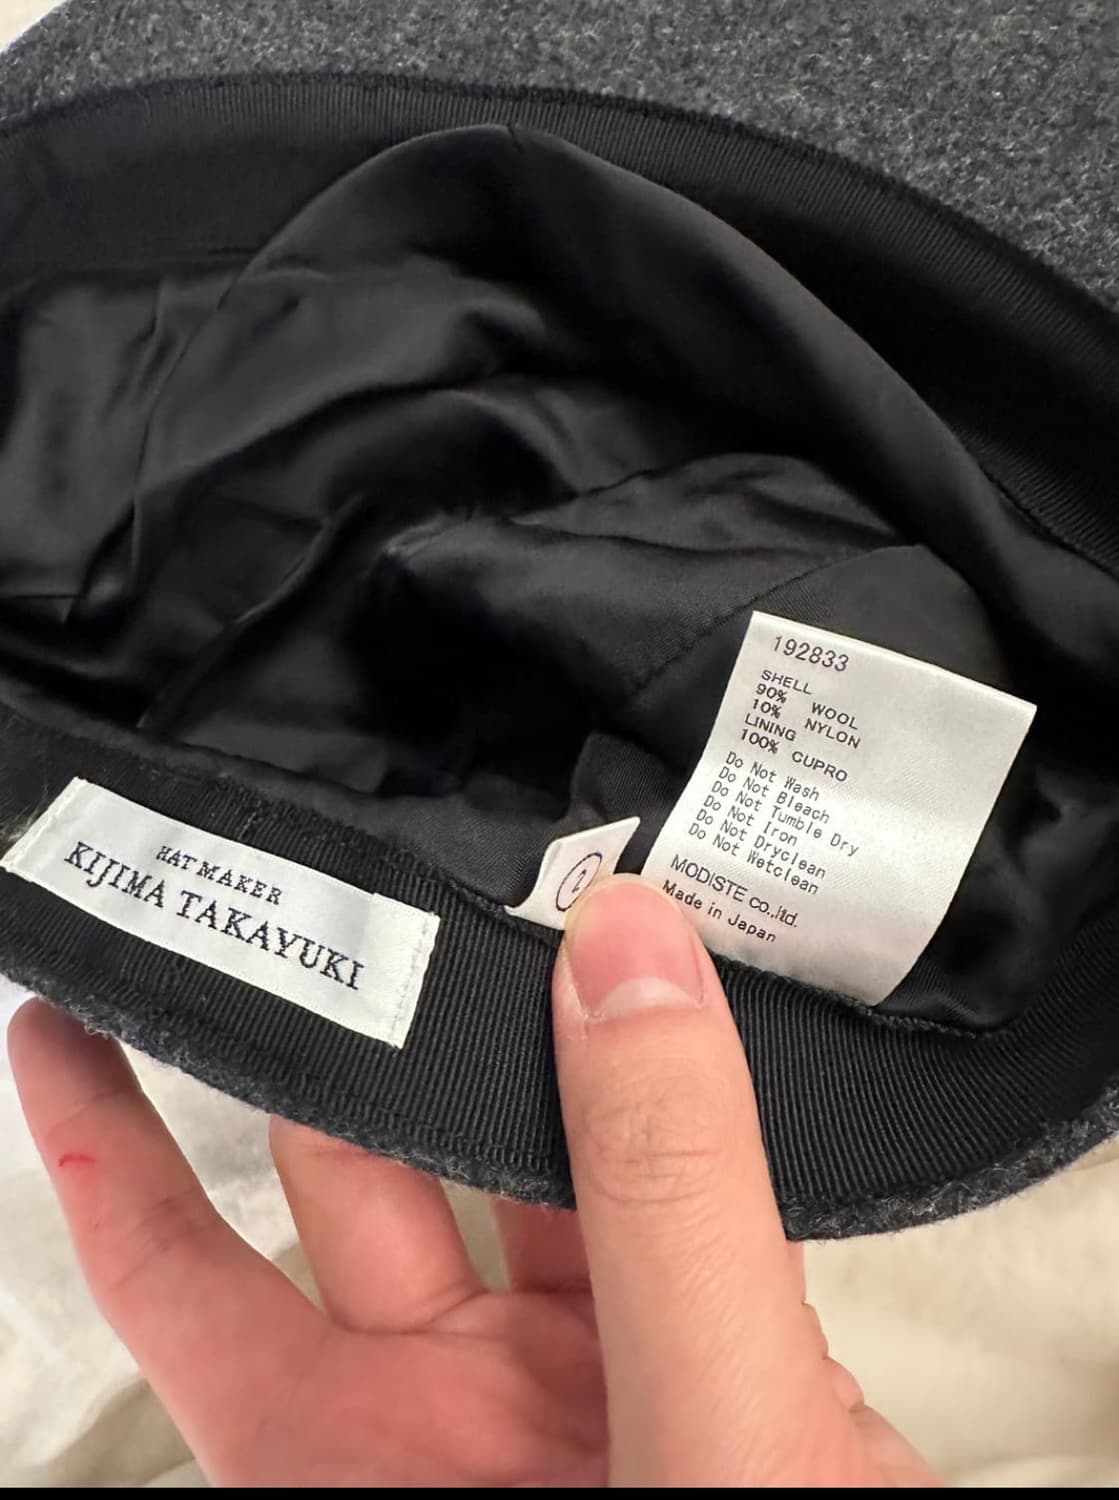 192833
SHELL
90% WOOL
10% NYLON
LINING
100% CUPRO
Do Not Wash
Do Not Bleach
Do Not Tumble Dry
Do Not Iron
Do Not Dryclean
Do Not Wetclean
MODISTE co.,ltd.
Made in Japan
2
HAT MAKER
KIJIMA TAKAYUKI